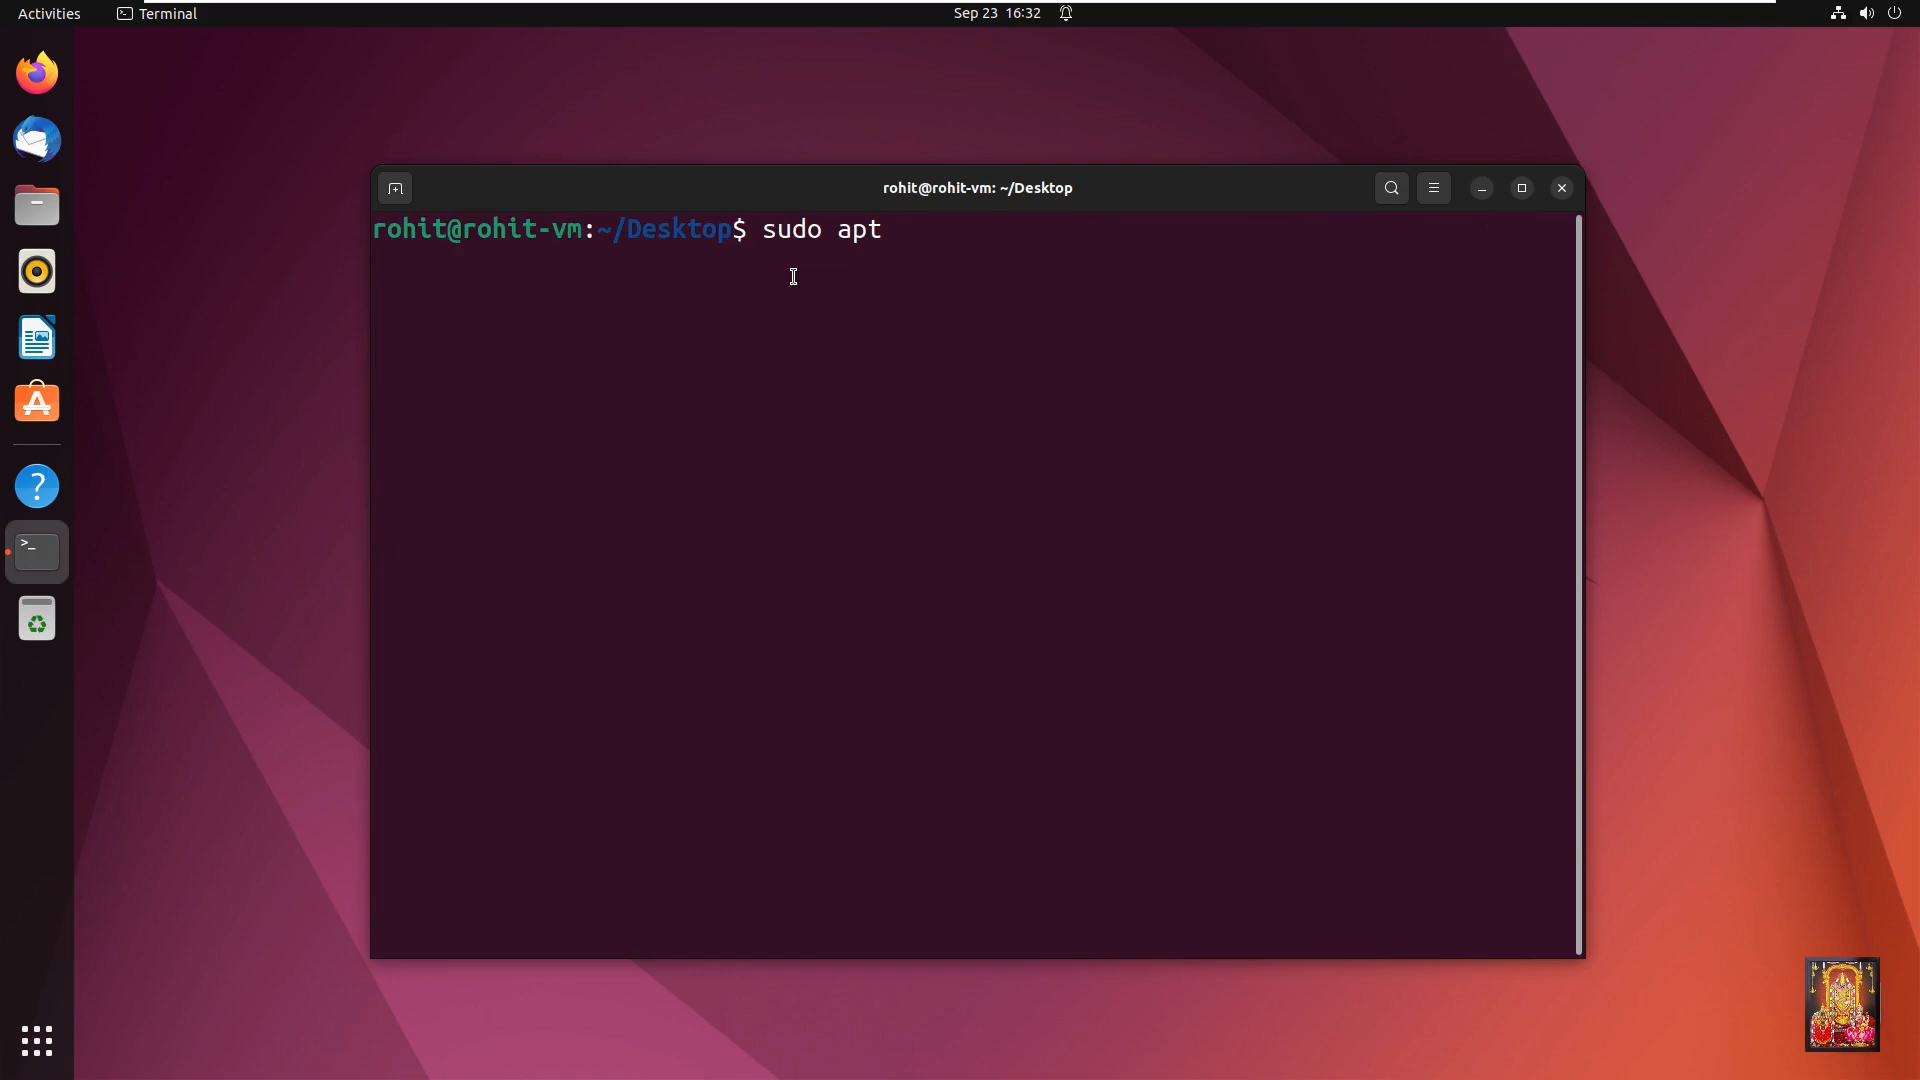 Activities
Terminal
Sep 23 16:32
rohit@rohit-vm: ~/Desktop
rohit@rohit-vm:~/Desktop$ sudo apt